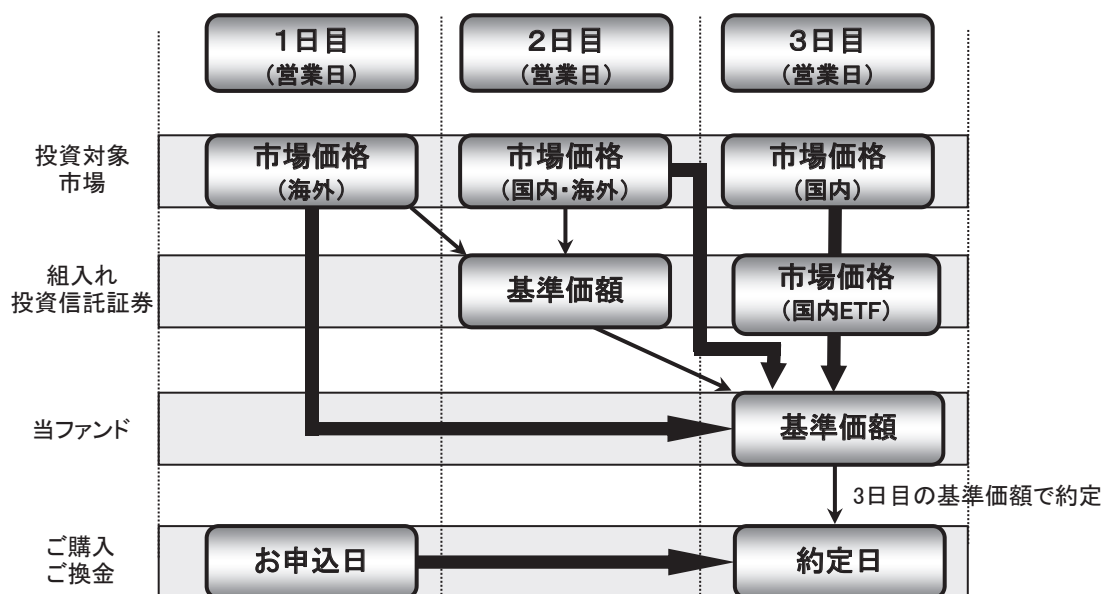 1日目
(営業日)
2日目
(営業日)
3日目
(営業日)
投資対象
市場
市場価格
(海外)
市場価格
(国内・海外)
市場価格
(国内)
組入れ
投資信託証券
基準価額
市場価格
(国内ETF)
当ファンド
基準価額
3日目の基準価額で約定
ご購入
ご換金
お申込日
約定日